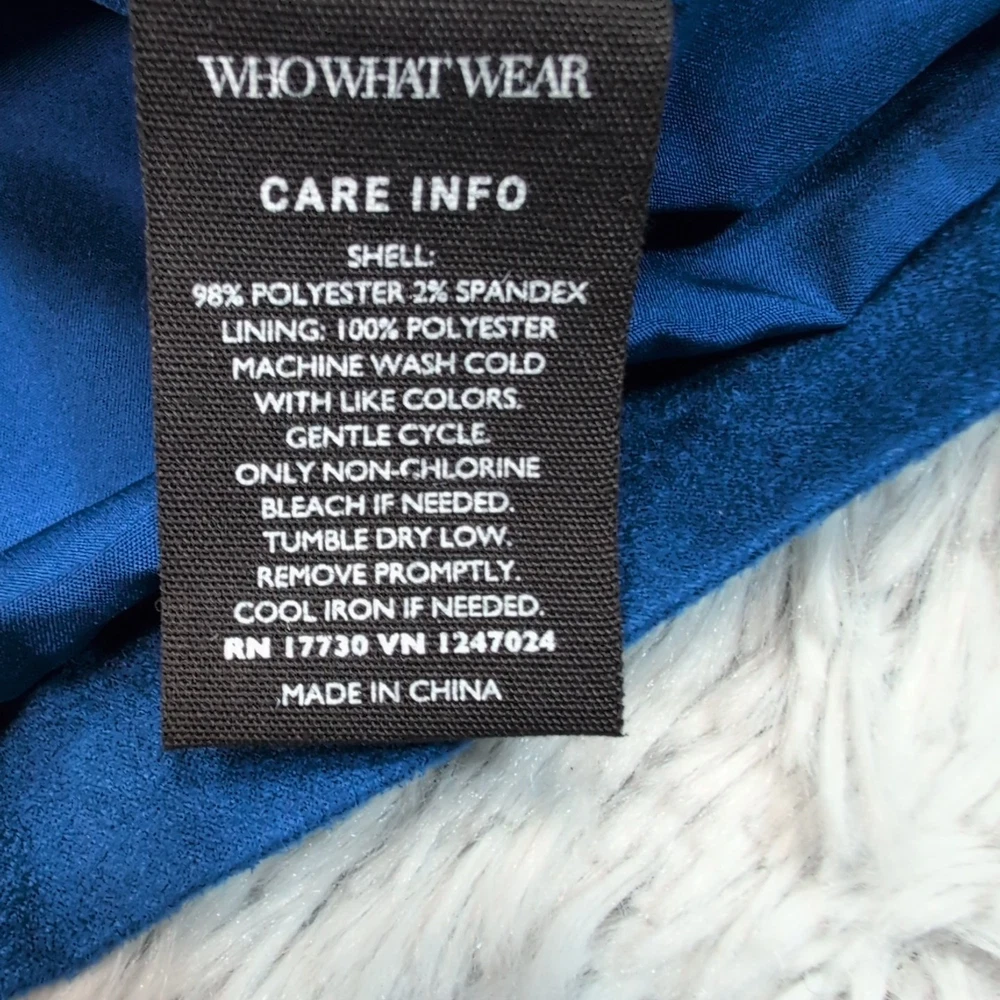 WHO WHAT WEAR
CARE INFO
SHELL:
98% POLYESTER 2% SPANDEX
LINING: 100% POLYESTER
MACHINE WASH COLD
WITH LIKE COLORS.
GENTLE CYCLE.
ONLY NON-CHLORINE
BLEACH IF NEEDED.
TUMBLE DRY LOW.
REMOVE PROMPTLY.
COOL IRON IF NEEDED.
RN 17730 VN 1247024
MADE IN CHINA